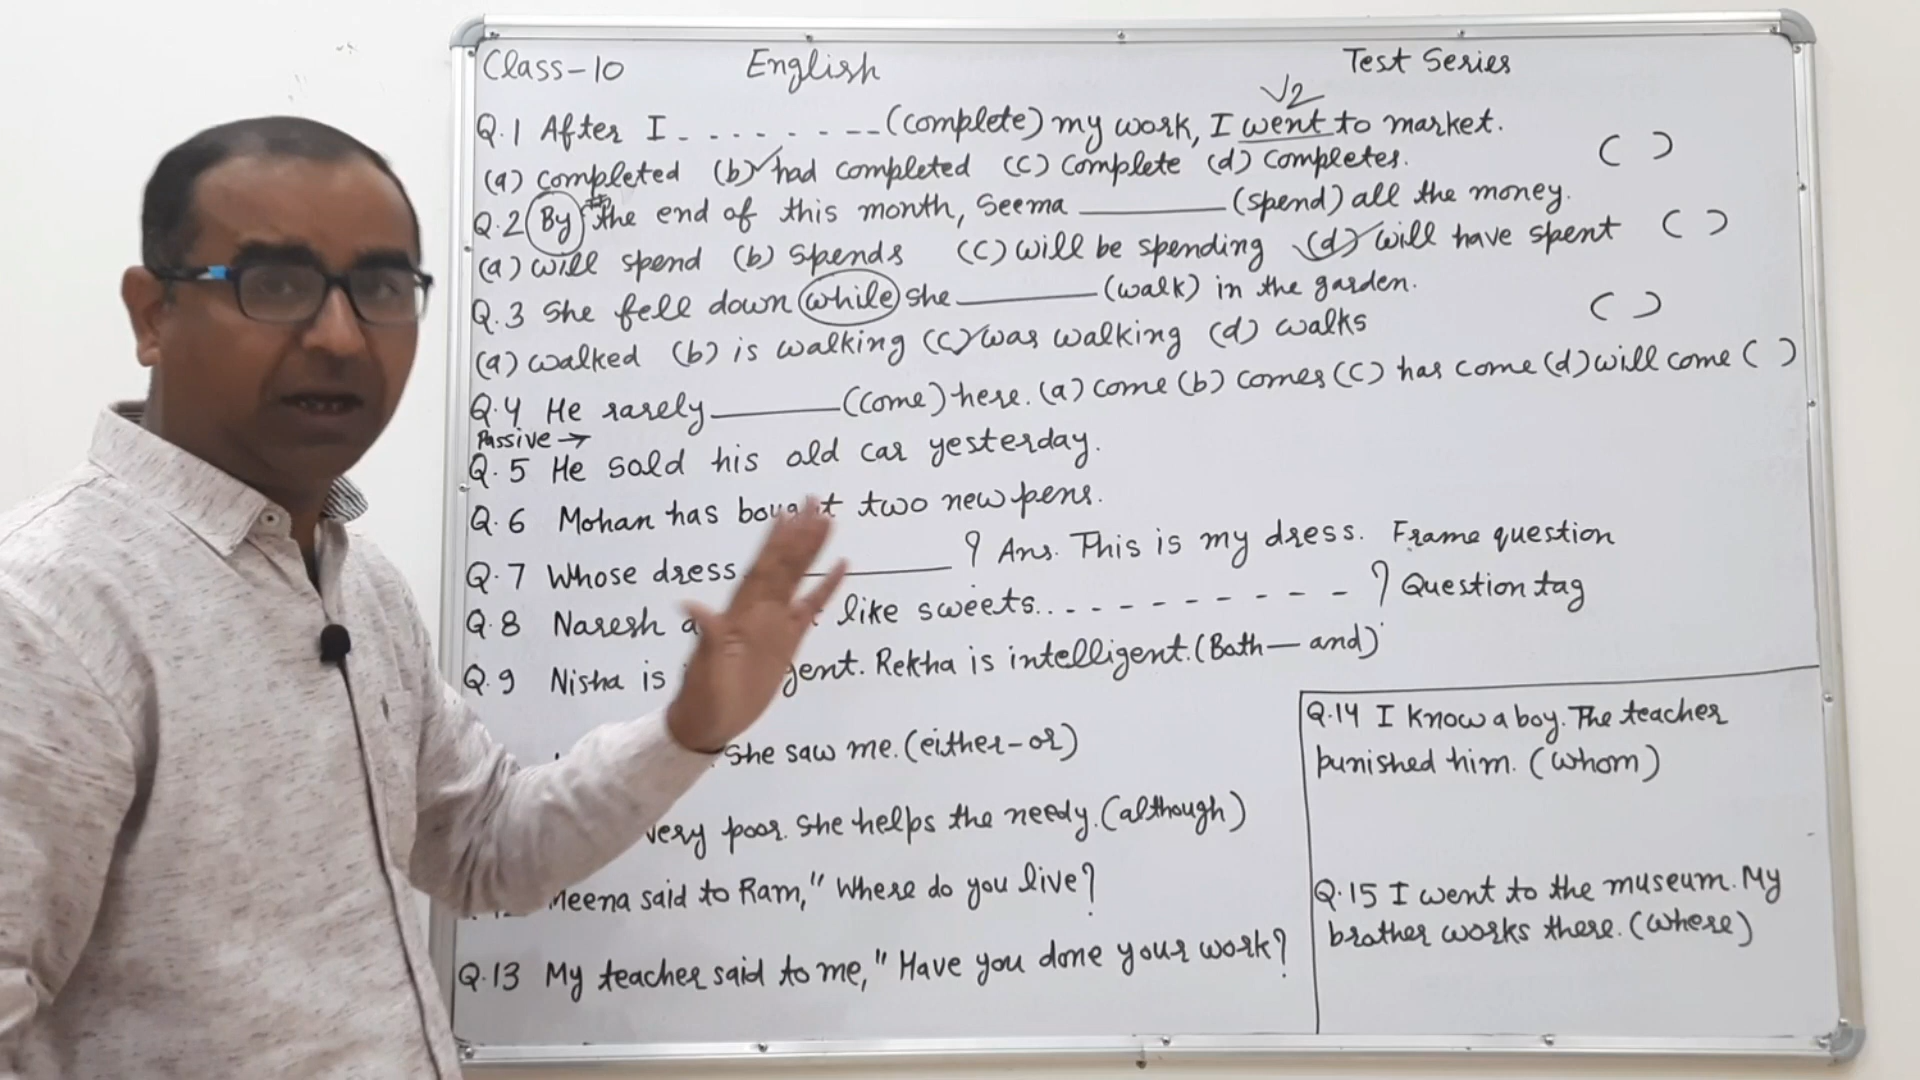 Class-10 English Test Series
V2
Q.1 After I - - - - - - - - (complete) my work, I went to market.
(a) completed (b) had completed (c) complete (d) completes. ( )
Q.2 By the end of this month, Seema ______ (spend) all the money.
(a) will spend (b) spends (c) will be spending (d) will have spent ( )
Q.3 She fell down while she ______ (walk) in the garden.
(a) walked (b) is walking (c) was walking (d) walks ( )
Q.4 He rarely ______ (come) here. (a) come (b) comes (c) has come (d) will come ( )
Passive →
Q.5 He sold his old car yesterday.
Q.6 Mohan has bought two new pens.
Q.7 Whose dress ______ ? Ans. This is my dress. Frame question
Q.8 Naresh like sweets. - - - - - - - - - - - ? Question tag
Q.9 Nisha is Rekha is intelligent. (Both — and)
She saw me. (either-or)
very poor. She helps the needy. (although)
Meena said to Ram, "Where do you live?
Q.13 My teacher said to me, "Have you done your work?
Q.14 I know a boy. The teacher
punished him. (whom)
Q.15 I went to the museum. My
brother works there. (where)